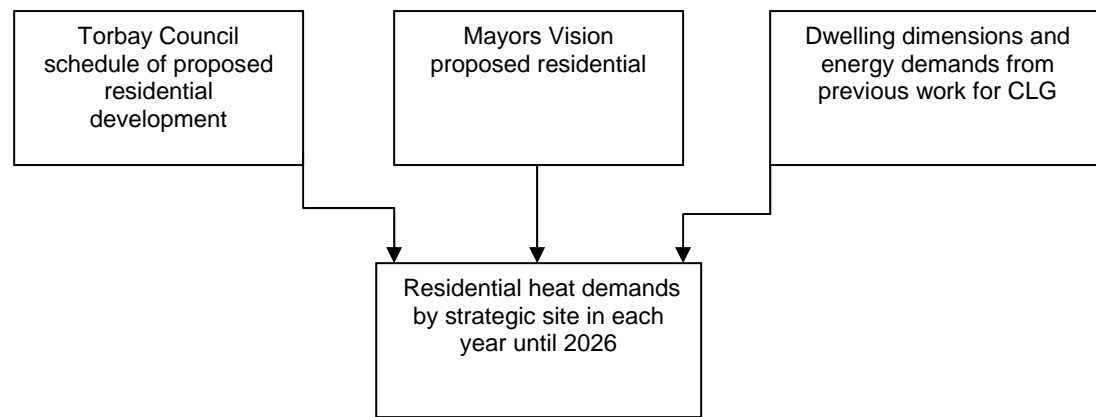 Torbay Council
schedule of proposed
residential
development
Mayors Vision
proposed residential
Dwelling dimensions and
energy demands from
previous work for CLG
Residential heat demands
by strategic site in each
year until 2026